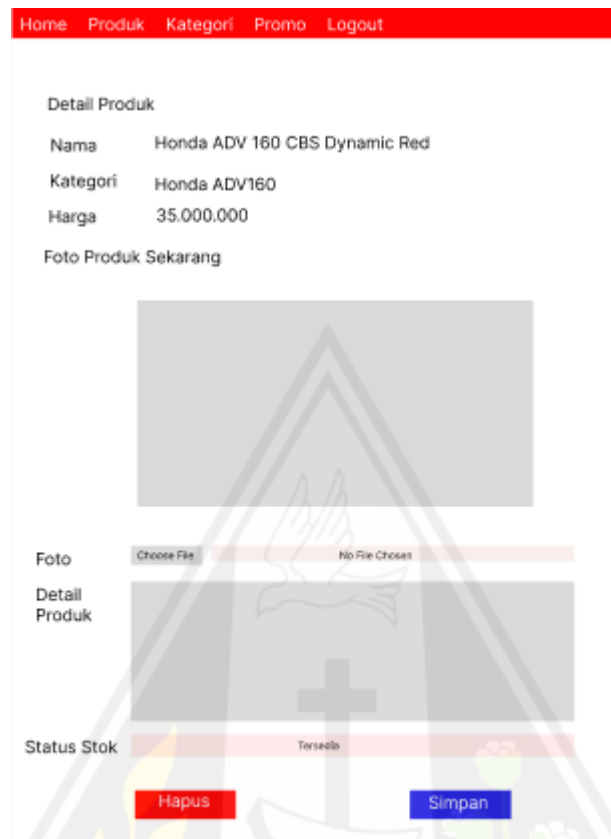 Home Produk Kategori Promo Logout
Detail Produk
Nama Honda ADV 160 CBS Dynamic Red
Kategori Honda ADV160
Harga 35.000.000
Foto Produk Sekarang
Foto Choose File No File Chosen
Detail
Produk
Status Stok Tersedia
Hapus Simpan